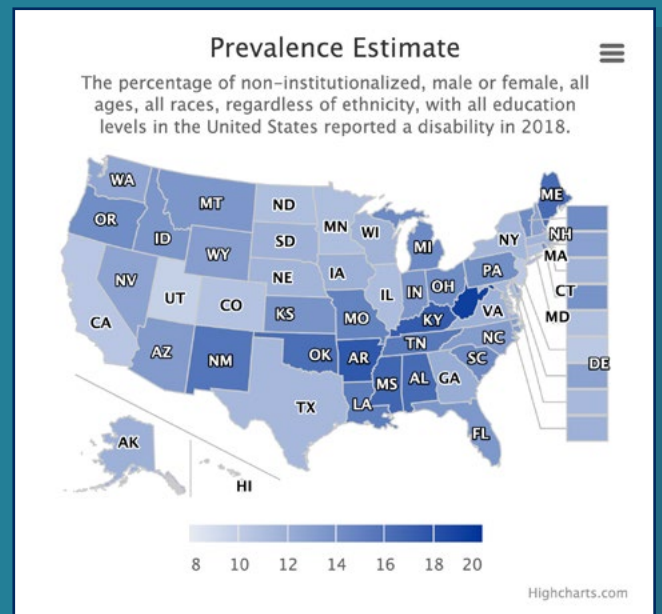 Prevalence Estimate
The percentage of non-institutionalized, male or female, all
ages, all races, regardless of ethnicity, with all education
levels in the United States reported a disability in 2018.
WA
MT
ND
MN
ME
OR
ID
SD
WI
MI
NY
NH
WY
MA
NV
NE
IA
PA
UT
CO
IL
IN
OH
CT
CA
KS
MO
KY
VA
MD
AZ
NM
OK
AR
TN
NC
DE
MS
AL
GA
SC
TX
LA
FL
AK
HI
8 10 12 14 16 18 20
Highcharts.com